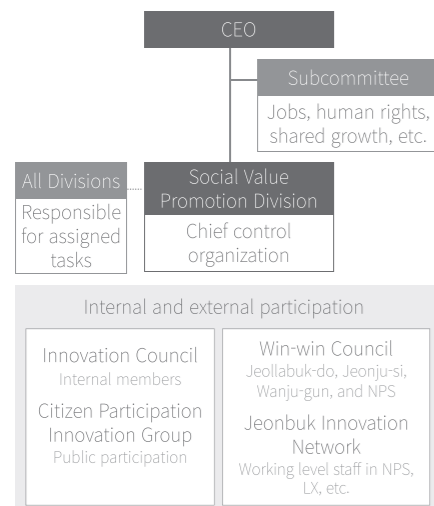 CEO
Subcommittee
Jobs, human rights,
shared growth, etc.
All Divisions
Responsible
for assigned
tasks
Social Value
Promotion Division
Chief control
organization
Internal and external participation
Innovation Council
Internal members
Citizen Participation
Innovation Group
Public participation
Win-win Council
Jeollabuk-do, Jeonju-si,
Wanju-gun, and NPS
Jeonbuk Innovation
Network
Working level staff in NPS,
LX, etc.